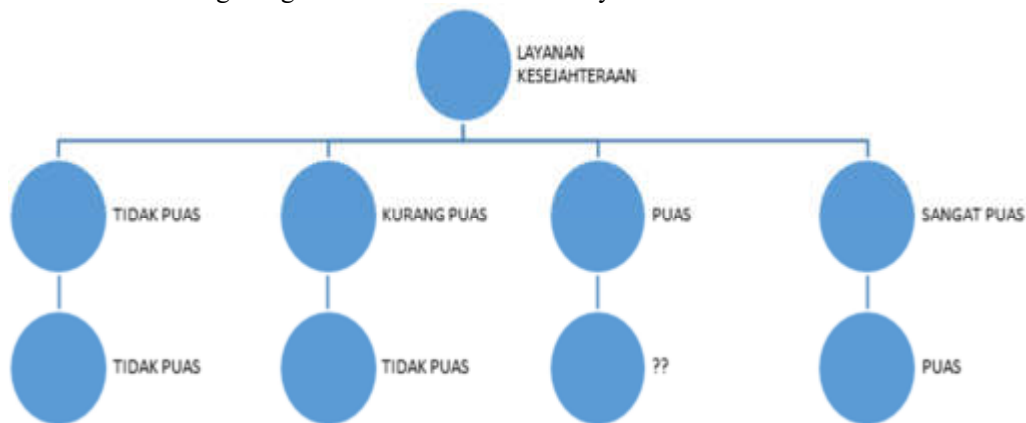 LAYANAN
KESEJAHTERAAN
TIDAK PUAS
KURANG PUAS
PUAS
SANGAT PUAS
TIDAK PUAS
TIDAK PUAS
??
PUAS